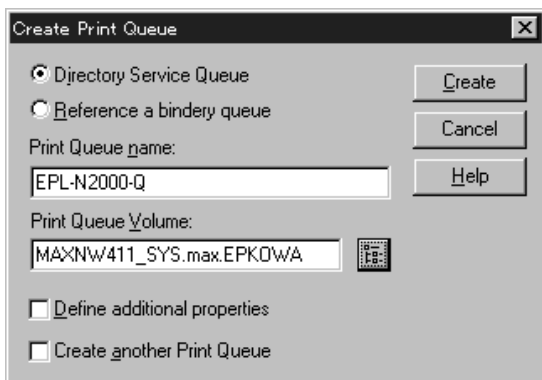 Create Print Queue
Directory Service Queue
Reference a bindery queue
Print Queue name:
EPL-N2000-Q
Print Queue Volume:
MAXNW411_SYS.max.EPKOWA
Define additional properties
Create another Print Queue
Create
Cancel
Help